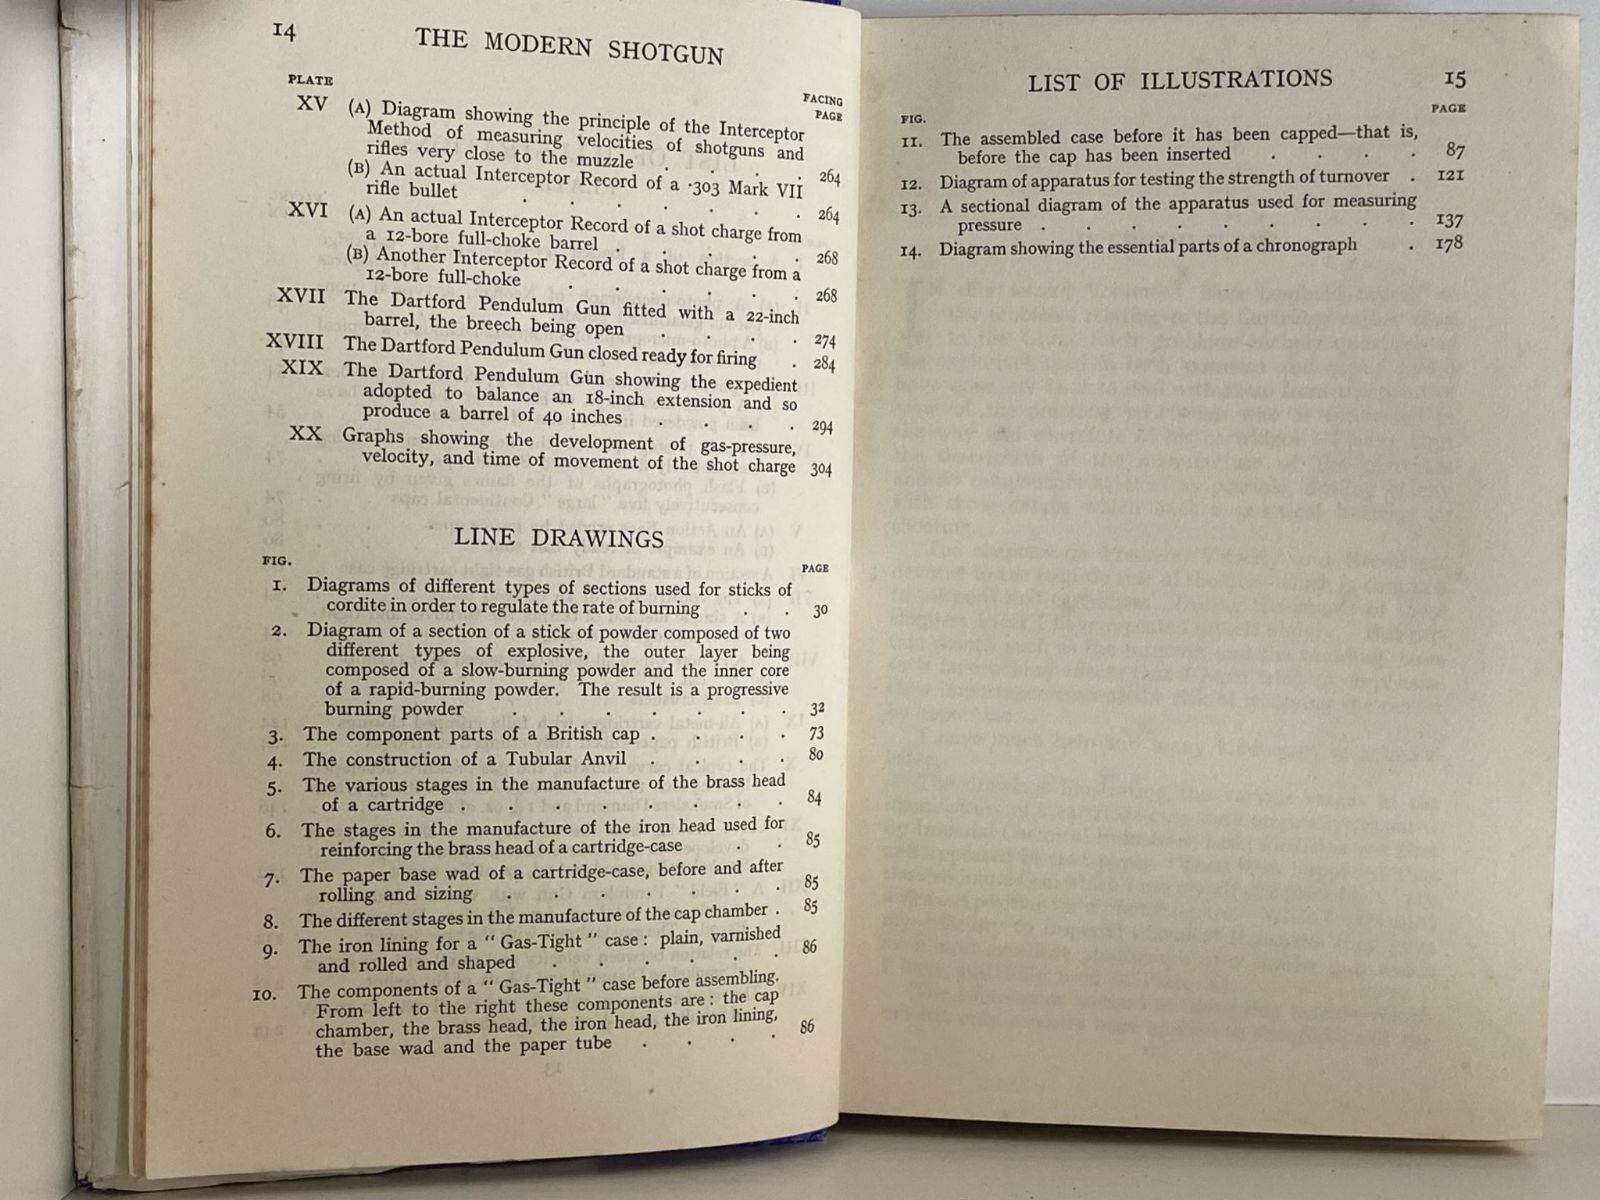 14 THE MODERN SHOTGUN
PLATE FACING PAGE
XV (A) Diagram showing the principle of the Interceptor
Method of measuring velocities of shotguns and
rifles very close to the muzzle . . . . 264
(B) An actual Interceptor Record of a ·303 Mark VII
rifle bullet . . . . . . . 264
XVI (A) An actual Interceptor Record of a shot charge from
a 12-bore full-choke barrel . . . . . 268
(B) Another Interceptor Record of a shot charge from a
12-bore full-choke . . . . . . 268
XVII The Dartford Pendulum Gun fitted with a 22-inch
barrel, the breech being open . . . . 274
XVIII The Dartford Pendulum Gun closed ready for firing . 284
XIX The Dartford Pendulum Gun showing the expedient
adopted to balance an 18-inch extension and so
produce a barrel of 40 inches . . . . 294
XX Graphs showing the development of gas-pressure,
velocity, and time of movement of the shot charge 304
LINE DRAWINGS
FIG. PAGE
1. Diagrams of different types of sections used for sticks of
cordite in order to regulate the rate of burning . . 30
2. Diagram of a section of a stick of powder composed of two
different types of explosive, the outer layer being
composed of a slow-burning powder and the inner core
of a rapid-burning powder. The result is a progressive
burning powder . . . . . . . 32
3. The component parts of a British cap . . . . 73
4. The construction of a Tubular Anvil . . . . 80
5. The various stages in the manufacture of the brass head
of a cartridge . . . . . . . . 84
6. The stages in the manufacture of the iron head used for
reinforcing the brass head of a cartridge-case . . 85
7. The paper base wad of a cartridge-case, before and after
rolling and sizing . . . . . . . 85
8. The different stages in the manufacture of the cap chamber . 85
9. The iron lining for a " Gas-Tight " case : plain, varnished
and rolled and shaped . . . . . . 86
10. The components of a " Gas-Tight " case before assembling.
From left to the right these components are : the cap
chamber, the brass head, the iron head, the iron lining,
the base wad and the paper tube . . . . 86
LIST OF ILLUSTRATIONS 15
FIG. PAGE
11. The assembled case before it has been capped—that is,
before the cap has been inserted . . . . 87
12. Diagram of apparatus for testing the strength of turnover . 121
13. A sectional diagram of the apparatus used for measuring
pressure . . . . . . . . . 137
14. Diagram showing the essential parts of a chronograph . 178